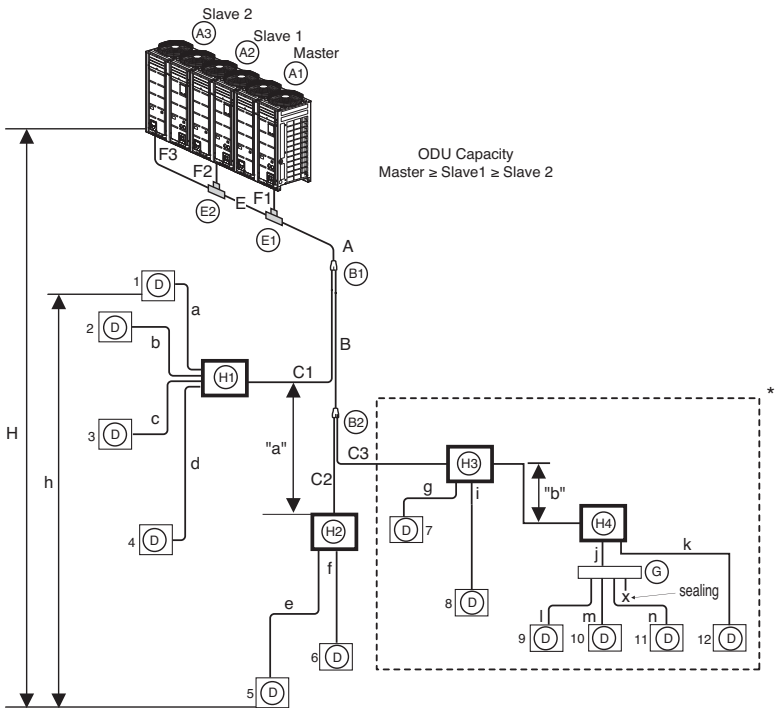 Slave 2
A3
Slave 1
A2
Master
A1
ODU Capacity
Master ≥ Slave1 ≥ Slave 2
F3
F2
F1
E
E2
E1
A
B1
1 D
a
2 D
b
B
H1
C1
*
c
3 D
B2
H
"a"
C3
d
h
C2
H3
g
i
"b"
4 D
D 7
H2
H4
j
k
e
f
G
8 D
x
sealing
l
m
n
9 D
10 D
11 D
12 D
6 D
5 D